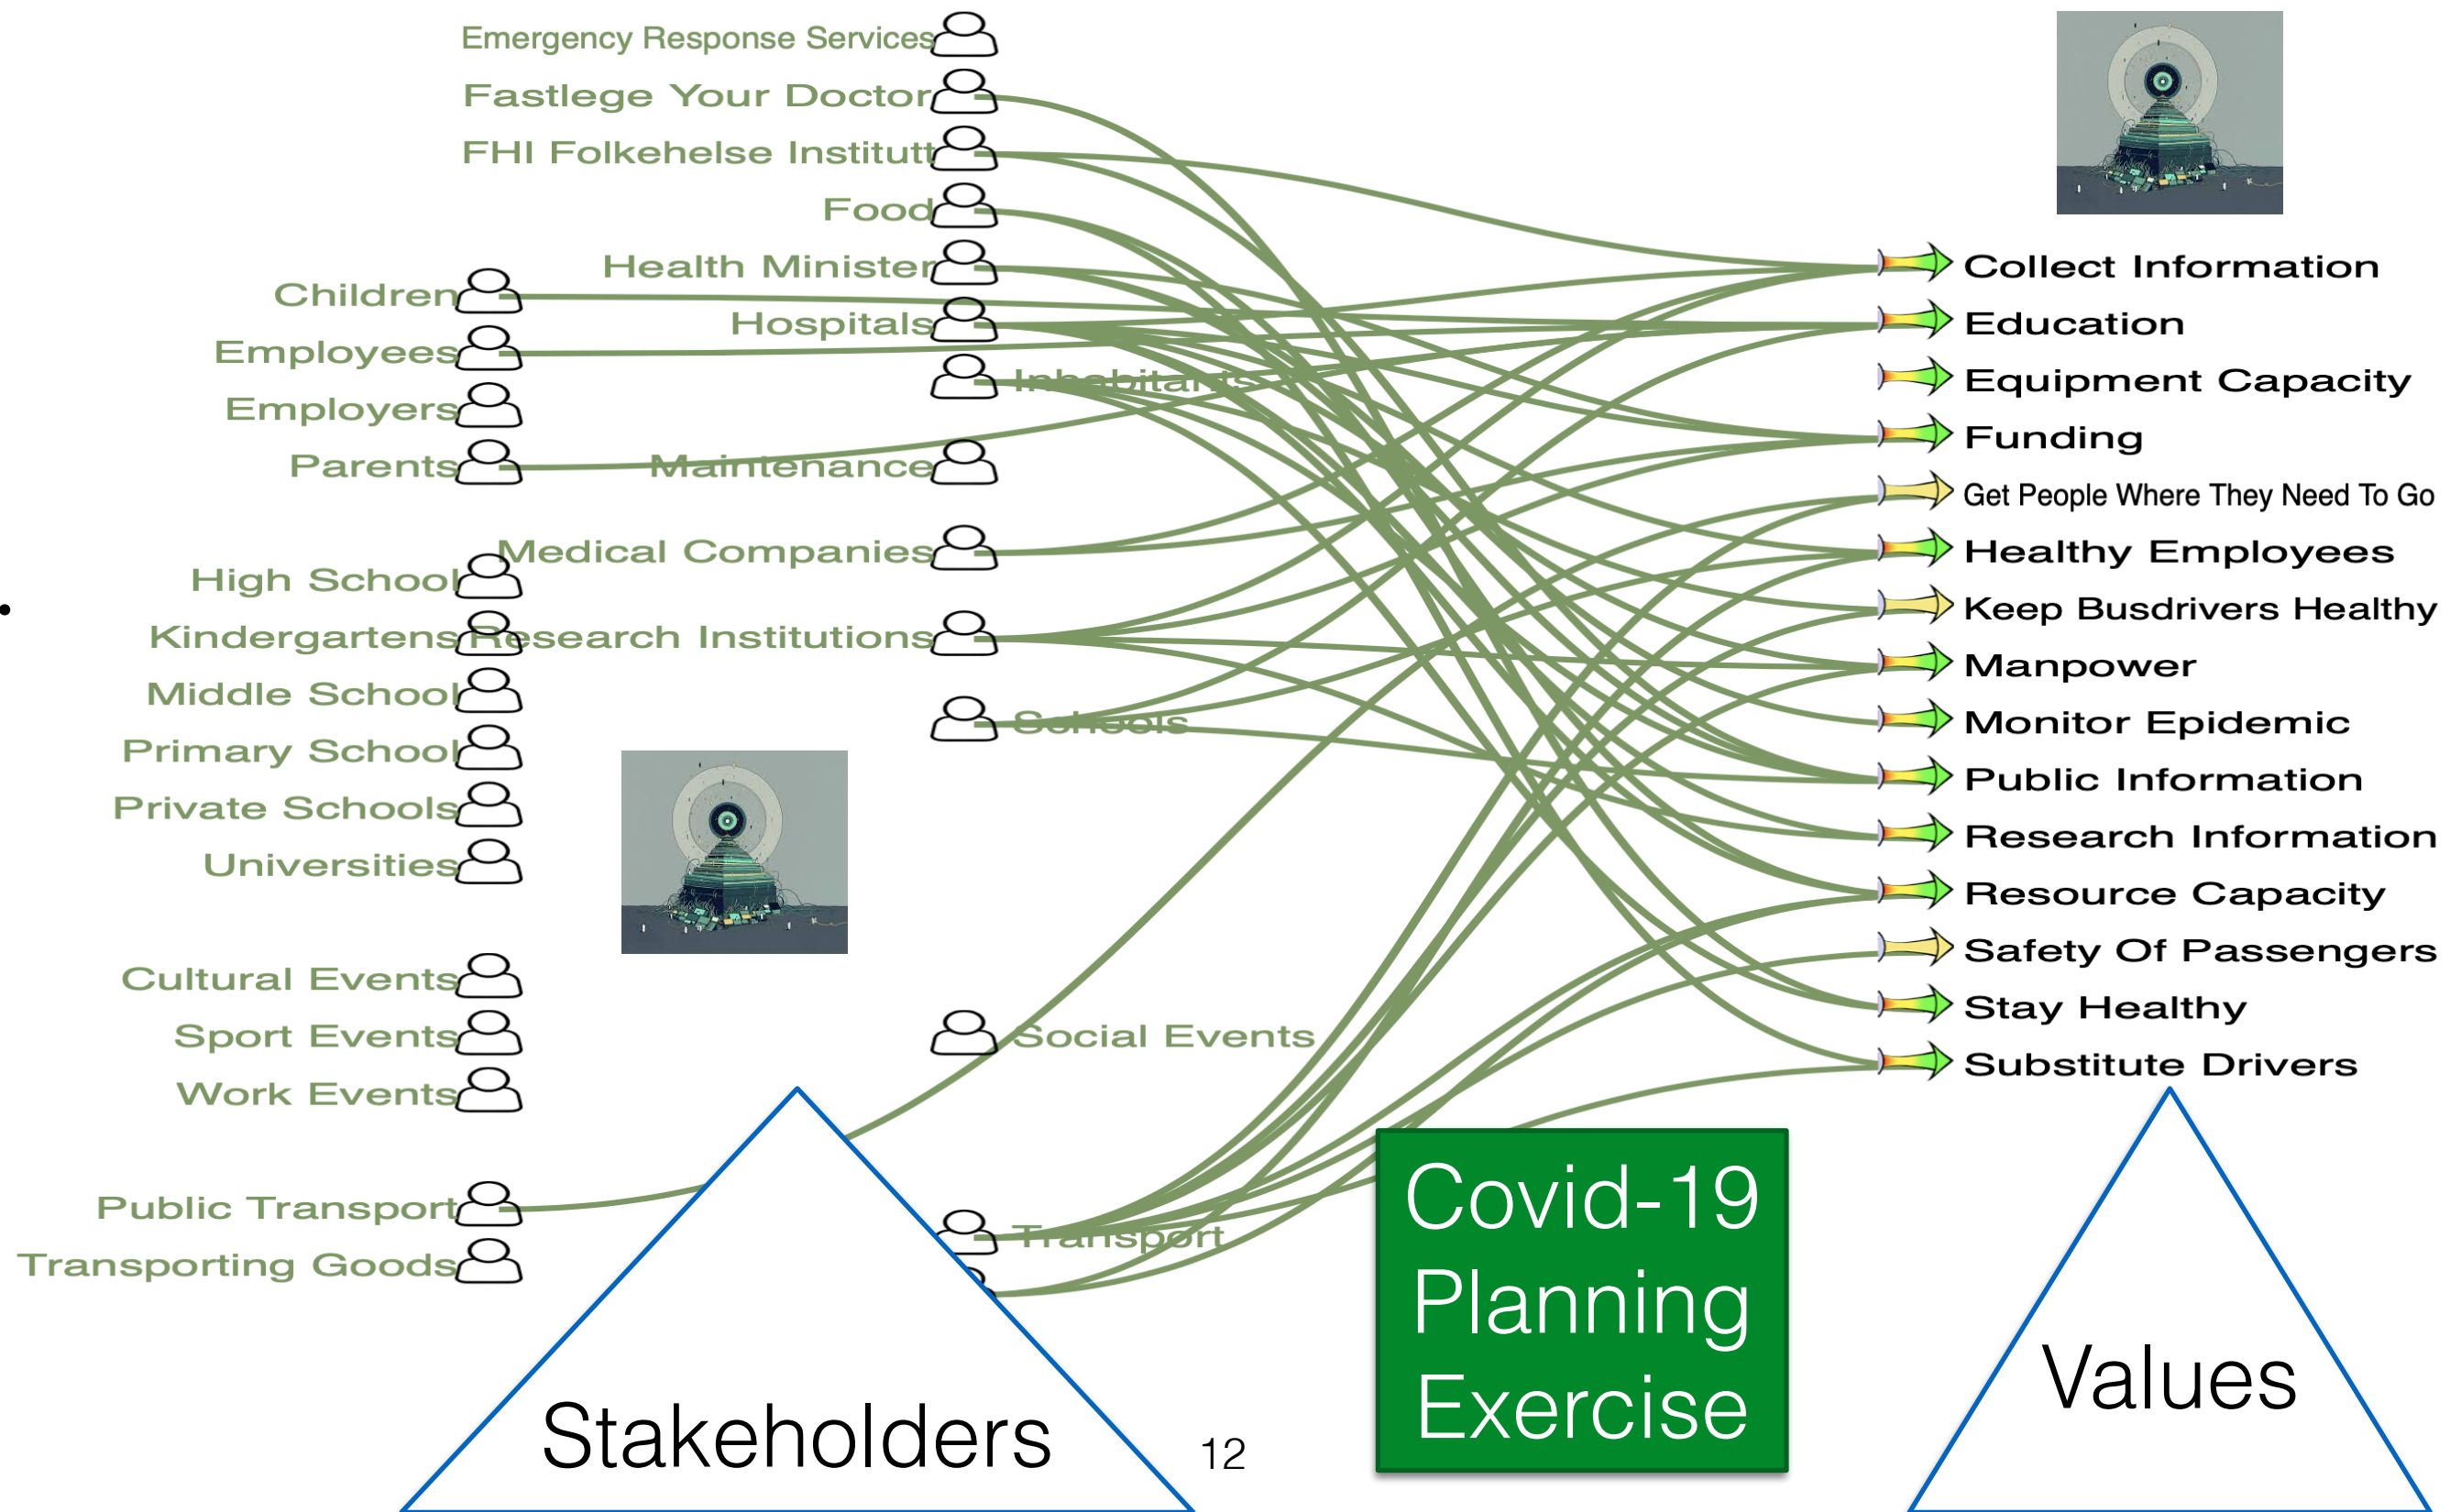 Emergency Response Services
Fastlege Your Doctor
FHI Folkehelse Institutt
Food
Health Minister
Hospitals
Inhabitants
Maintenance
Medical Companies
Research Institutions
Schools
Social Events
Transport
Children
Employees
Employers
Parents
High School
Kindergartens
Middle School
Primary School
Private Schools
Universities
Cultural Events
Sport Events
Work Events
Public Transport
Transporting Goods
Collect Information
Education
Equipment Capacity
Funding
Get People Where They Need To Go
Healthy Employees
Keep Busdrivers Healthy
Manpower
Monitor Epidemic
Public Information
Research Information
Resource Capacity
Safety Of Passengers
Stay Healthy
Substitute Drivers
Stakeholders
12
Covid-19
Planning
Exercise
Values